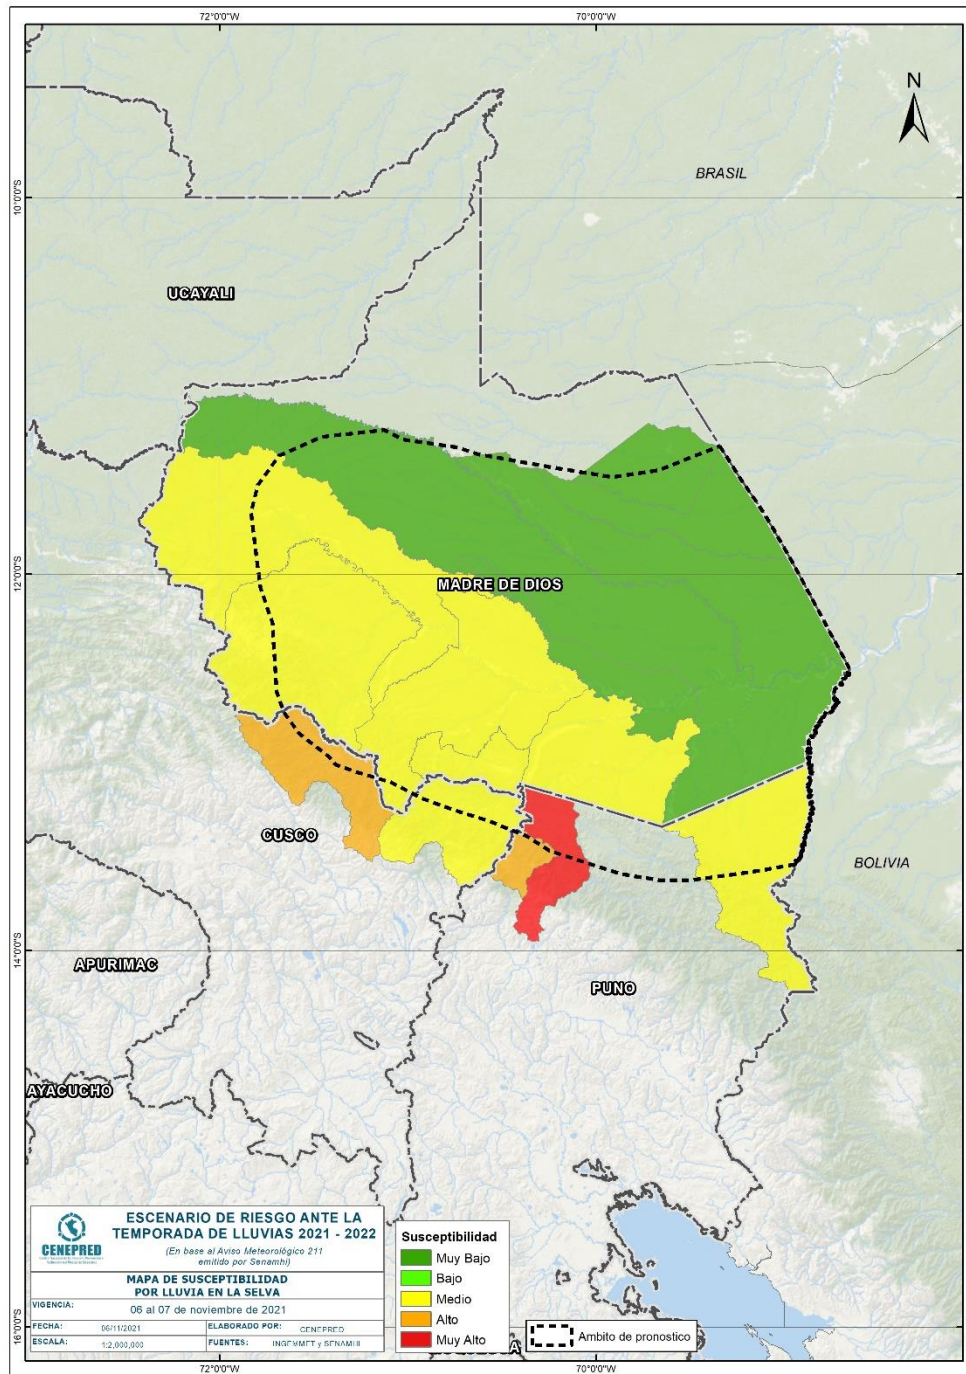 72°0'0"W
70°0'0"W
N
BRASIL
10°0'0"S
UCAYALI
12°0'0"S
MADRE DE DIOS
CUSCO
BOLIVIA
14°0'0"S
APURIMAC
PUNO
AYACUCHO
CENEPRED
ESCENARIO DE RIESGO ANTE LA
TEMPORADA DE LLUVIAS 2021 - 2022
(En base al Aviso Meteorológico 211
emitido por Senamhi)
MAPA DE SUSCEPTIBILIDAD
POR LLUVIA EN LA SELVA
VIGENCIA: 06 al 07 de noviembre de 2021
FECHA: 06/11/2021 ELABORADO POR: CENEPRED
ESCALA: 1:2,000,000 FUENTES: INGEMMET y SENAMHI
Susceptibilidad
Muy Bajo
Bajo
Medio
Alto
Muy Alto
Ambito de pronostico
16°0'0"S
72°0'0"W
70°0'0"W